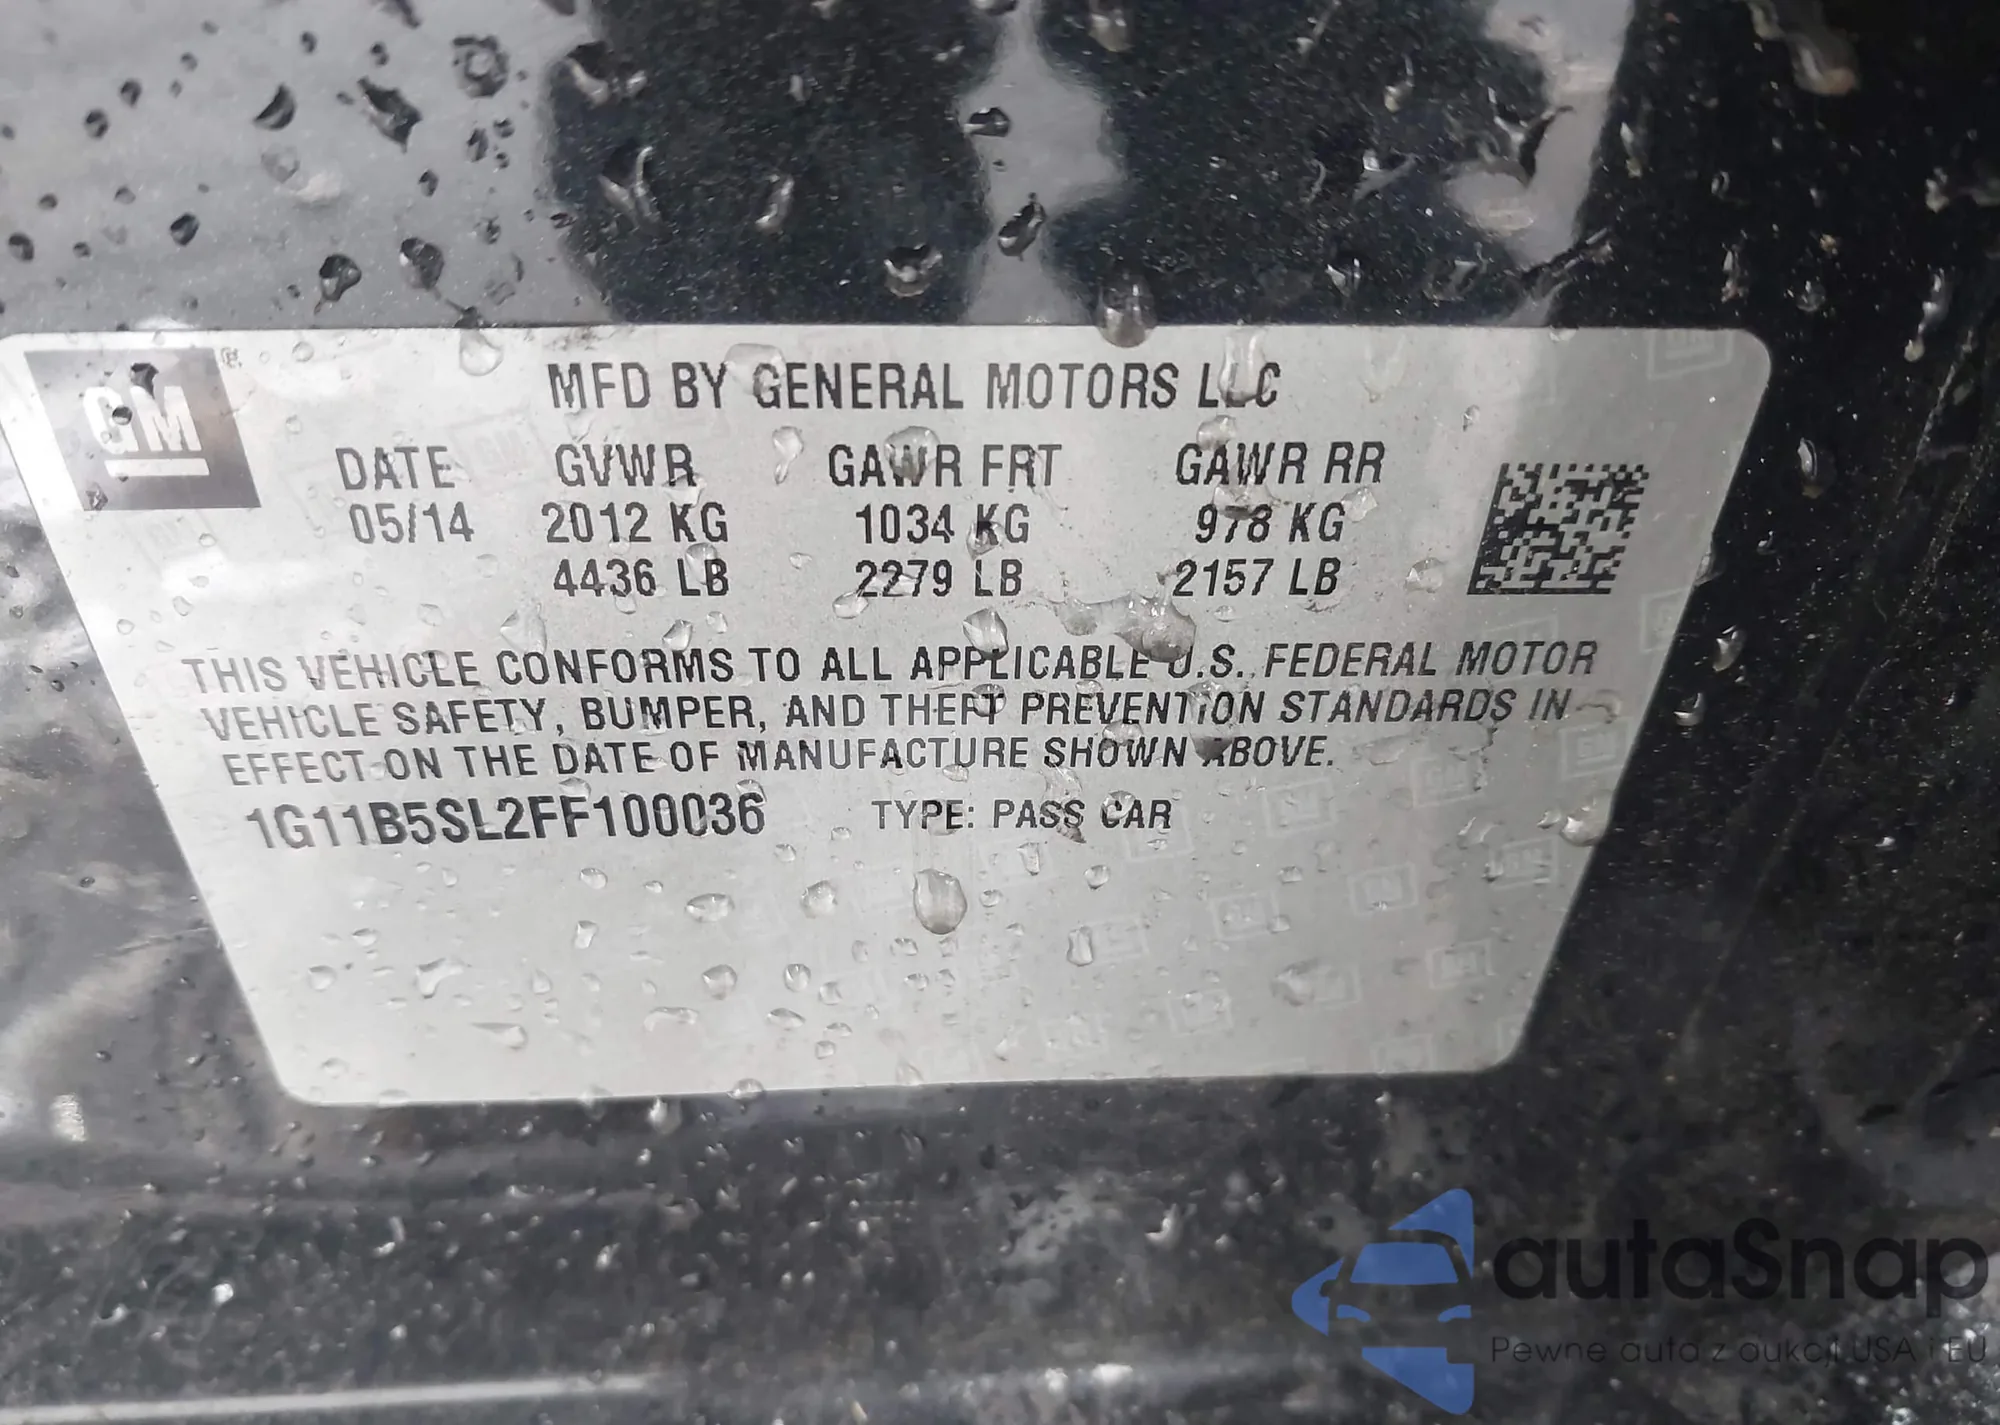 GM
MFD BY GENERAL MOTORS LLC
DATE GVWR GAWR FRT GAWR RR
05/14 2012 KG 1034 KG 978 KG
4436 LB 2279 LB 2157 LB
THIS VEHICLE CONFORMS TO ALL APPLICABLE U.S. FEDERAL MOTOR
VEHICLE SAFETY, BUMPER, AND THEFT PREVENTION STANDARDS IN
EFFECT ON THE DATE OF MANUFACTURE SHOWN ABOVE.
1G11B5SL2FF100036 TYPE: PASS CAR
autaSnap
Pewne auta z aukcji USA i EU